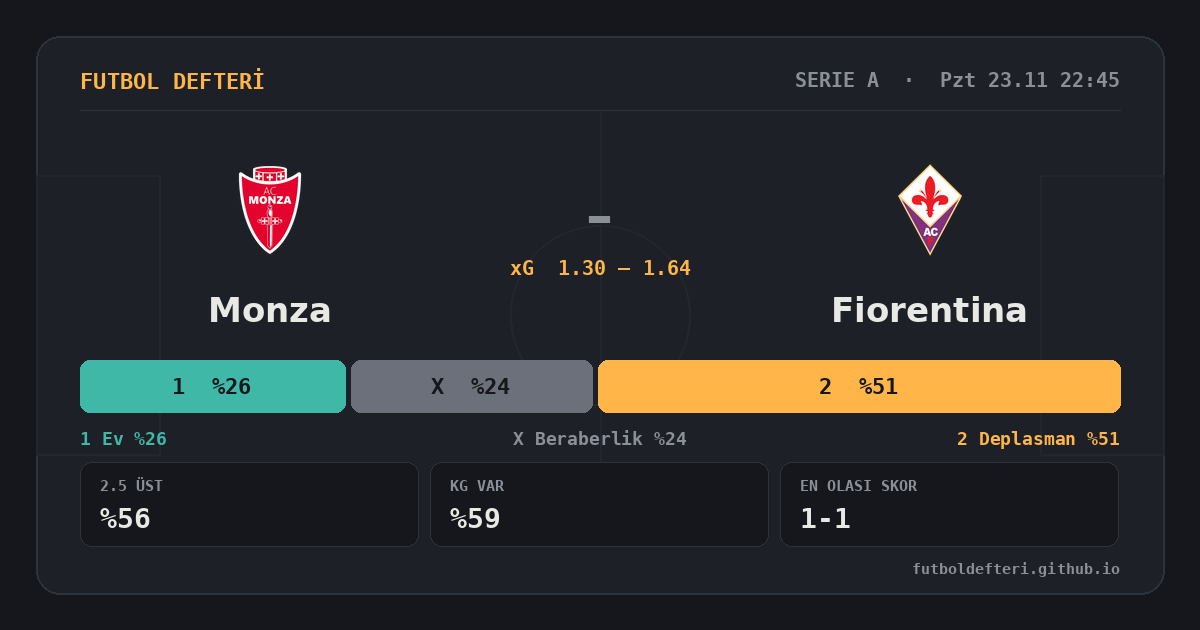 FUTBOL DEFTERİ
SERIE A · Pzt 23.11 22:45
AC
MONZA
AC
–
xG 1.30 – 1.64
Monza
Fiorentina
1 %26
X %24
2 %51
1 Ev %26
X Beraberlik %24
2 Deplasman %51
2.5 ÜST
KG VAR
EN OLASI SKOR
%56
%59
1-1
futboldefteri.github.io